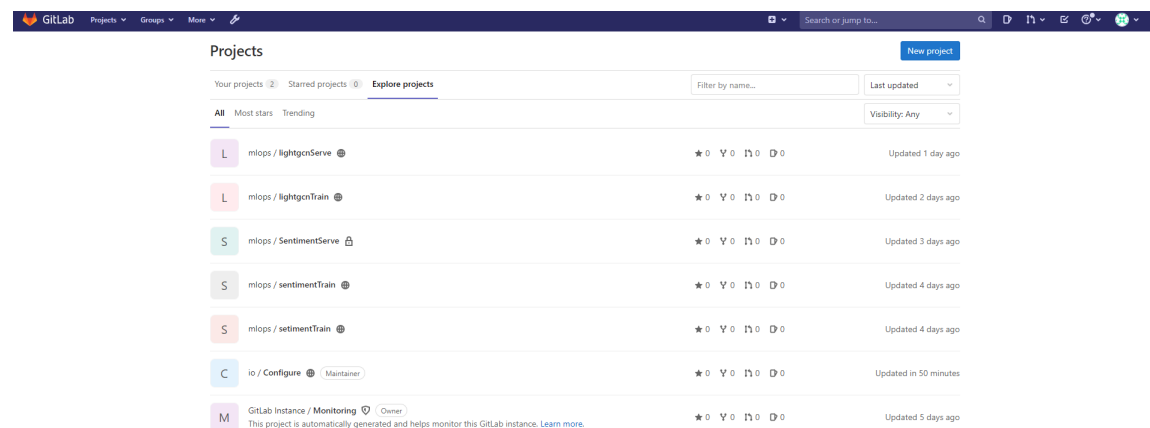 GitLab Projects Groups More Search or jump to...
Projects New project
Your projects 2 Starred projects 0 Explore projects Filter by name... Last updated
All Most stars Trending Visibility: Any
L mlops / lightgcnServe 0 0 0 0 Updated 1 day ago
L mlops / lightgcnTrain 0 0 0 0 Updated 2 days ago
S mlops / SentimentServe 0 0 0 0 Updated 3 days ago
S mlops / sentimentTrain 0 0 0 0 Updated 4 days ago
S mlops / setimentTrain 0 0 0 0 Updated 4 days ago
C io / Configure Maintainer 0 0 0 0 Updated in 50 minutes
M GitLab Instance / Monitoring Owner 0 0 0 0 Updated 5 days ago
This project is automatically generated and helps monitor this GitLab instance. Learn more.